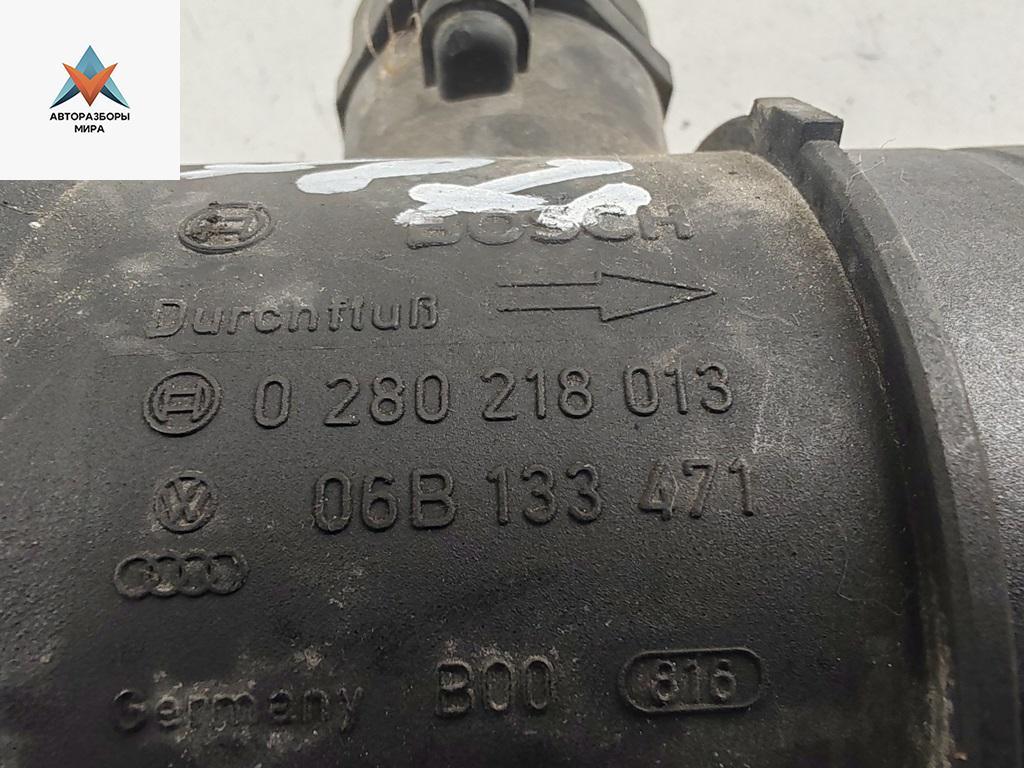 АВТОРАЗБОРЫ
МИРА
BOSCH
Durchfluß
0 280 218 013
06B 133 471
Germany B00 816